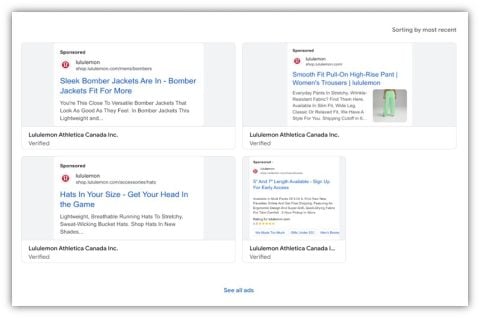 Sorting by most recent
Sponsored
lululemon
shop.lululemon.com/mens/bombers
Sleek Bomber Jackets Are In - Bomber
Jackets Fit For More
You're This Close To Versatile Bomber Jackets That
Look As Good As They Feel. In Bomber Jackets This
Lightweight and...
Lululemon Athletica Canada Inc.
Verified
Sponsored
lululemon
shop.lululemon.com/
Smooth Fit Pull-On High-Rise Pant |
Women's Trousers | lululemon
Everyday Pants In Stretchy, Wrinkle-
Resistant Fabric? Find Them Here.
Available In Slim Fit, Wide Leg,
Classic Or Relaxed Fit, We Have A
Style For You. Shipping Cutoff in 5...
Lululemon Athletica Canada Inc.
Verified
Sponsored
lululemon
shop.lululemon.com/accessories/hats
Hats In Your Size - Get Your Head In
the Game
Lightweight, Breathable Running Hats To Stretchy,
Sweat-Wicking Bucket Hats. Shop Hats In New
Shades...
Lululemon Athletica Canada Inc.
Verified
Sponsored
lululemon
5" And 7" Length Available - Sign Up
For Early Access
Lululemon Athletica Canada I...
Verified
See all ads